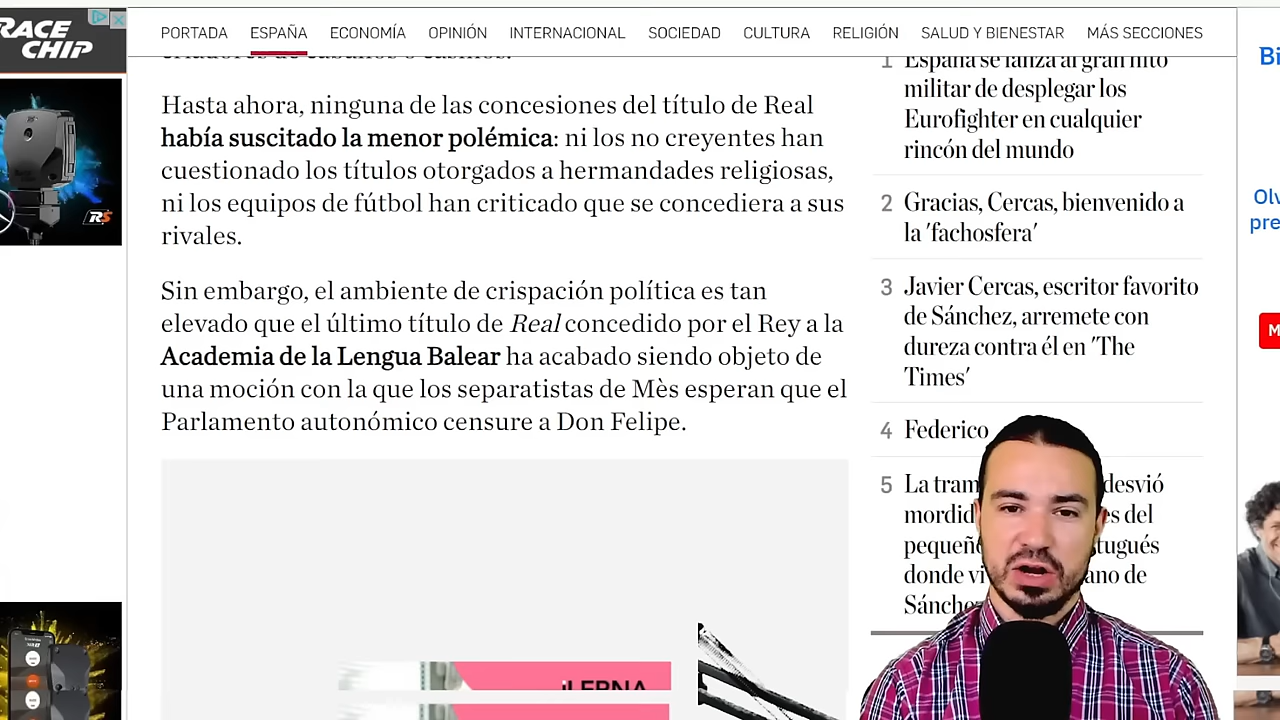 RACE
CHIP
PORTADA ESPAÑA ECONOMÍA OPINIÓN INTERNACIONAL SOCIEDAD CULTURA RELIGIÓN SALUD Y BIENESTAR MÁS SECCIONES
criadores de caballos o casinos.
Hasta ahora, ninguna de las concesiones del título de Real
había suscitado la menor polémica: ni los no creyentes han
cuestionado los títulos otorgados a hermandades religiosas,
ni los equipos de fútbol han criticado que se concediera a sus
rivales.
Sin embargo, el ambiente de crispación política es tan
elevado que el último título de Real concedido por el Rey a la
Academia de la Lengua Balear ha acabado siendo objeto de
una moción con la que los separatistas de Mès esperan que el
Parlamento autonómico censure a Don Felipe.
1 España se lanza al gran hito
militar de desplegar los
Eurofighter en cualquier
rincón del mundo
2 Gracias, Cercas, bienvenido a
la 'fachosfera'
3 Javier Cercas, escritor favorito
de Sánchez, arremete con
dureza contra él en 'The
Times'
4 Federico
5 La tram desvió
mordid es del
pequeñ tugués
donde vi ano de
Sánche
Bi
Olv
pre
M
RS
iLERNA